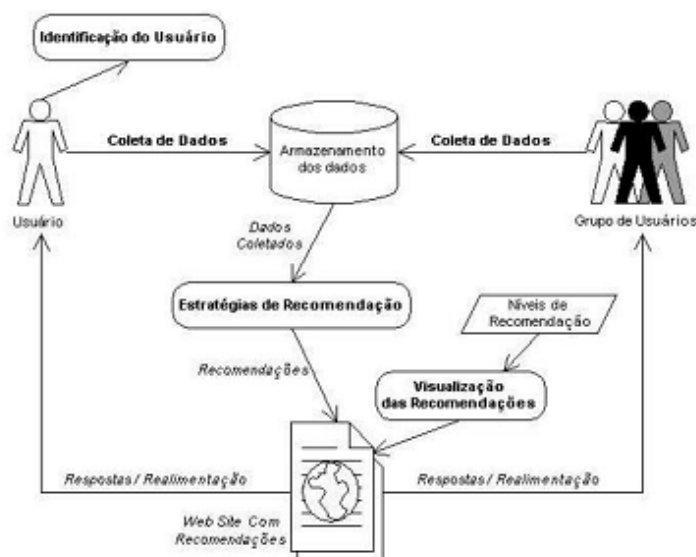 Identificação do Usuário
Coleta de Dados
Armazenamento
dos dados
Coleta de Dados
Usuário
Grupo de Usuários
Dados
Coletados
Estratégias de Recomendação
Níveis de
Recomendação
Recomendações
Visualização
das Recomendações
Respostas / Realimentação
Respostas / Realimentação
Web Site Com
Recomendações